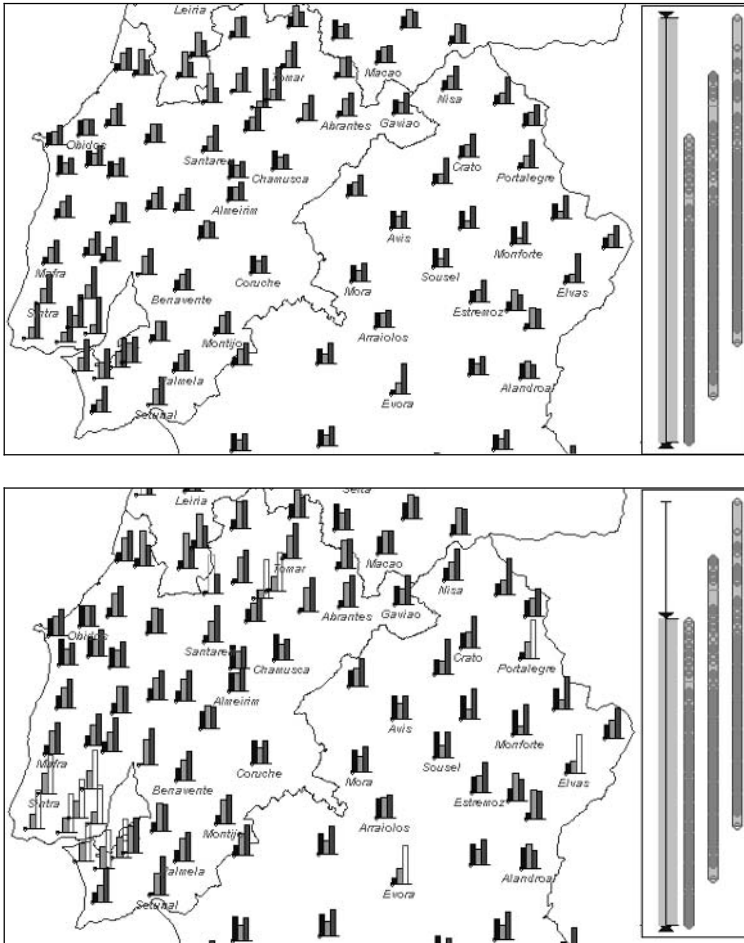 Leiria
Tomar
Macao
Nisa
Abrantes
Gaviao
Obidos
Santarem
Crato
Portalegre
Chamusca
Almeirim
Avis
Monforte
Mafra
Coruche
Sousel
Mora
Elvas
Benavente
Sintra
Estremoz
Arraiolos
Montijo
Palmela
Alandroal
Evora
Setubal
Leiria
Tomar
Macao
Nisa
Abrantes
Gaviao
Obidos
Santarem
Crato
Portalegre
Chamusca
Almeirim
Avis
Monforte
Mafra
Coruche
Sousel
Mora
Elvas
Benavente
Sintra
Estremoz
Arraiolos
Montijo
Palmela
Alandroal
Evora
Setubal